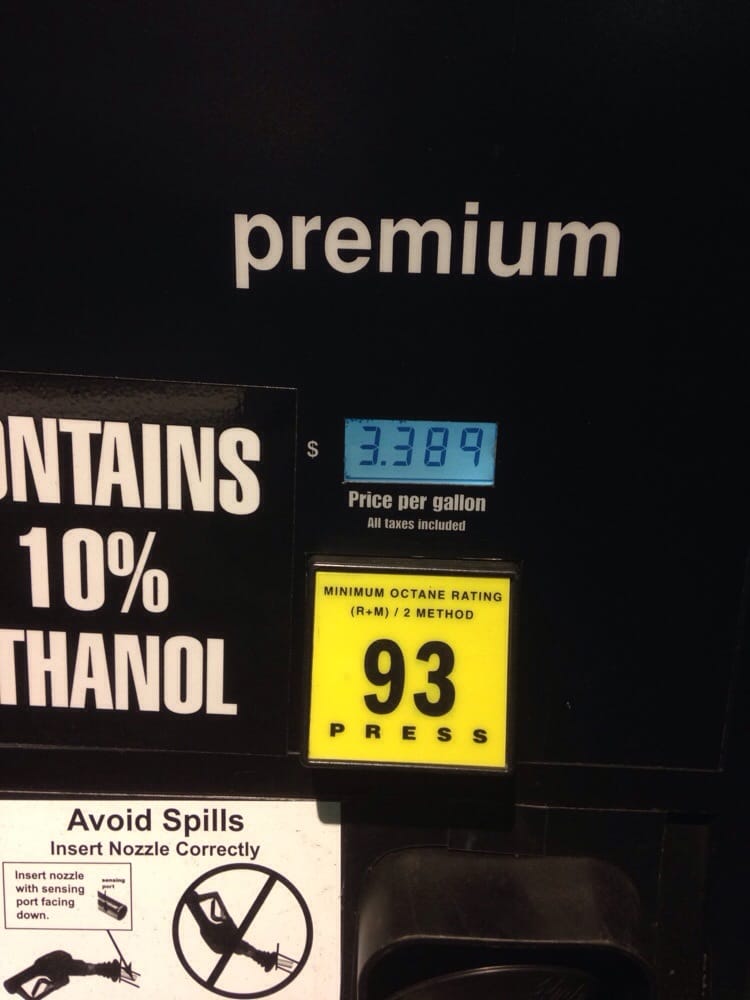 premium
ONTAINS
10%
THANOL
$ 3.389
Price per gallon
All taxes included
MINIMUM OCTANE RATING
(R+M) / 2 METHOD
93
PRESS
Avoid Spills
Insert Nozzle Correctly
Insert nozzle
with sensing
port facing
down.
sensing
port